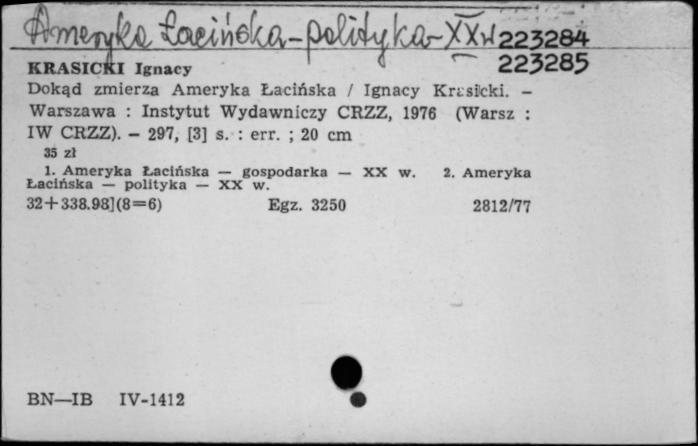 Ameryka Łacińska - polityka - XX w 223284
223285
KRASICKI Ignacy
Dokąd zmierza Ameryka Łacińska / Ignacy Krasicki. –
Warszawa : Instytut Wydawniczy CRZZ, 1976 (Warsz :
IW CRZZ). – 297, [3] s. : err. ; 20 cm
35 zł
1. Ameryka Łacińska — gospodarka — XX w. 2. Ameryka
Łacińska — polityka — XX w.
32+338.98](8=6) Egz. 3250 2812/77
BN—IB IV-1412